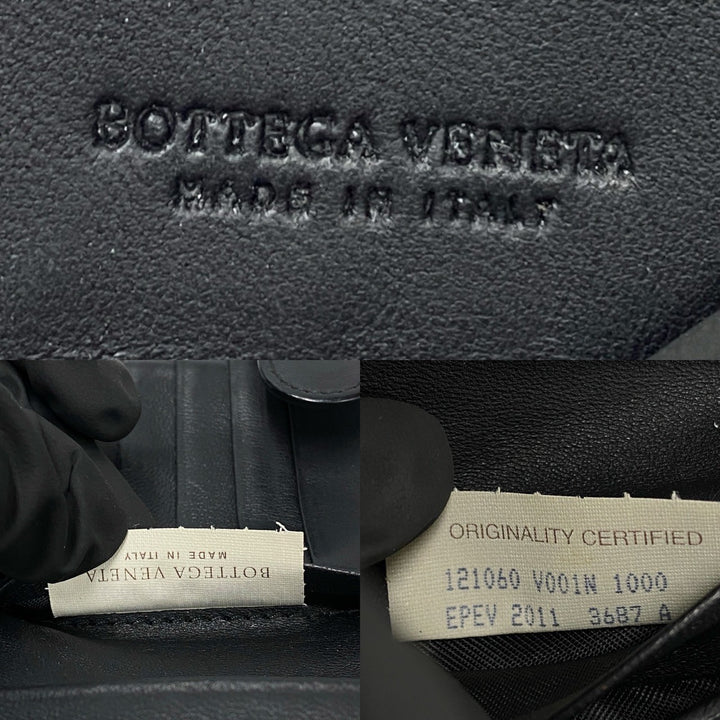 BOTTEGA VENETA
MADE IN ITALY
BOTTEGA VENETA
MADE IN ITALY
ORIGINALITY CERTIFIED
121060 V001N 1000
EPEV 2011 3687 A